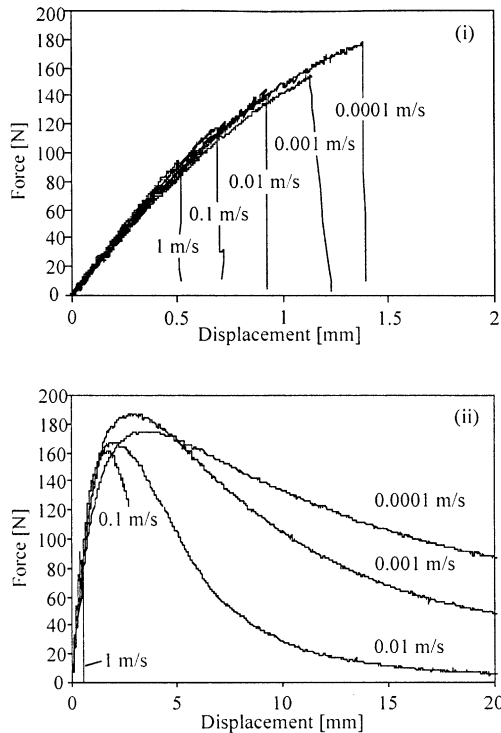 (i)
Force [N]
200
180
160
140
120
100
80
60
40
20
0
0.0001 m/s
0.001 m/s
0.01 m/s
0.1 m/s
1 m/s
0
0.5
1
1.5
2
Displacement [mm]
(ii)
Force [N]
200
180
160
140
120
100
80
60
40
20
0
0.1 m/s
0.0001 m/s
0.001 m/s
0.01 m/s
1 m/s
0
5
10
15
20
Displacement [mm]